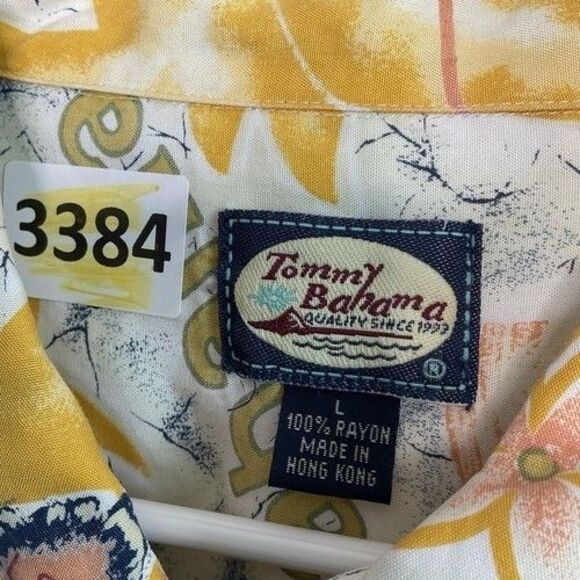 3384
Tommy
Bahama
QUALITY SINCE 1993
®
L
100% RAYON
MADE IN
HONG KONG